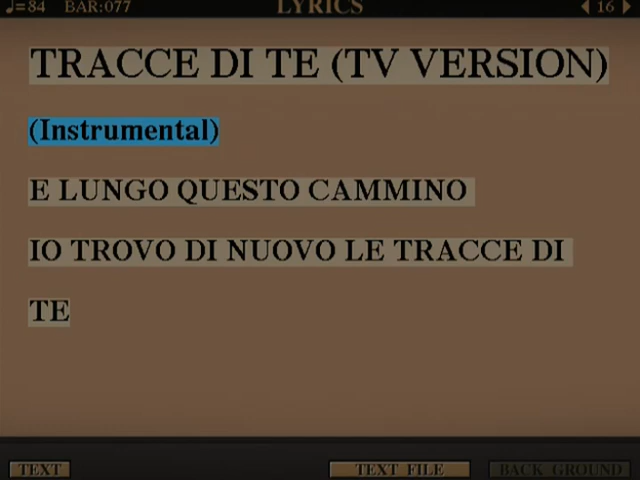 ♩=84 BAR:077 LYRICS 16
TRACCE DI TE (TV VERSION)
(Instrumental)
E LUNGO QUESTO CAMMINO
IO TROVO DI NUOVO LE TRACCE DI
TE
TEXT TEXT FILE BACK GROUND